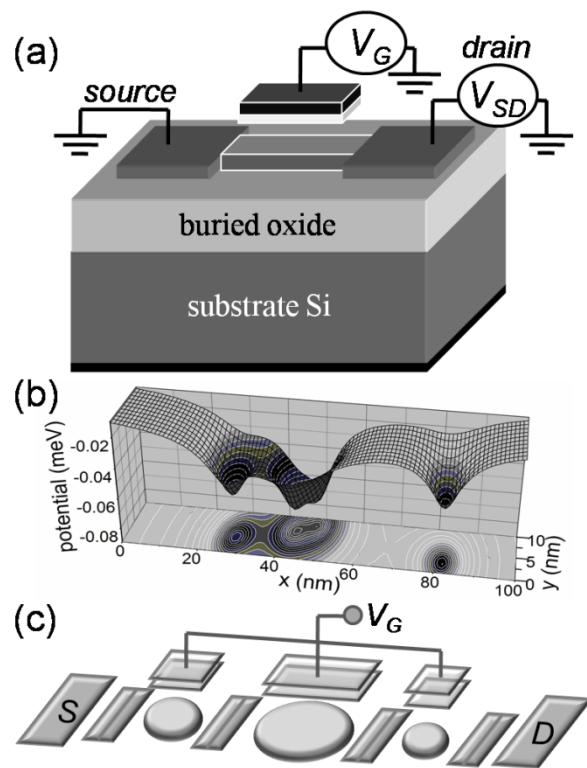 (a)
V_G
drain
source
V_SD
buried oxide
substrate Si
(b)
potential (meV)
-0.02
-0.04
-0.06
-0.08
0
20
40
60
80
100
x (nm)
10
5
0
y (nm)
(c)
V_G
S
D